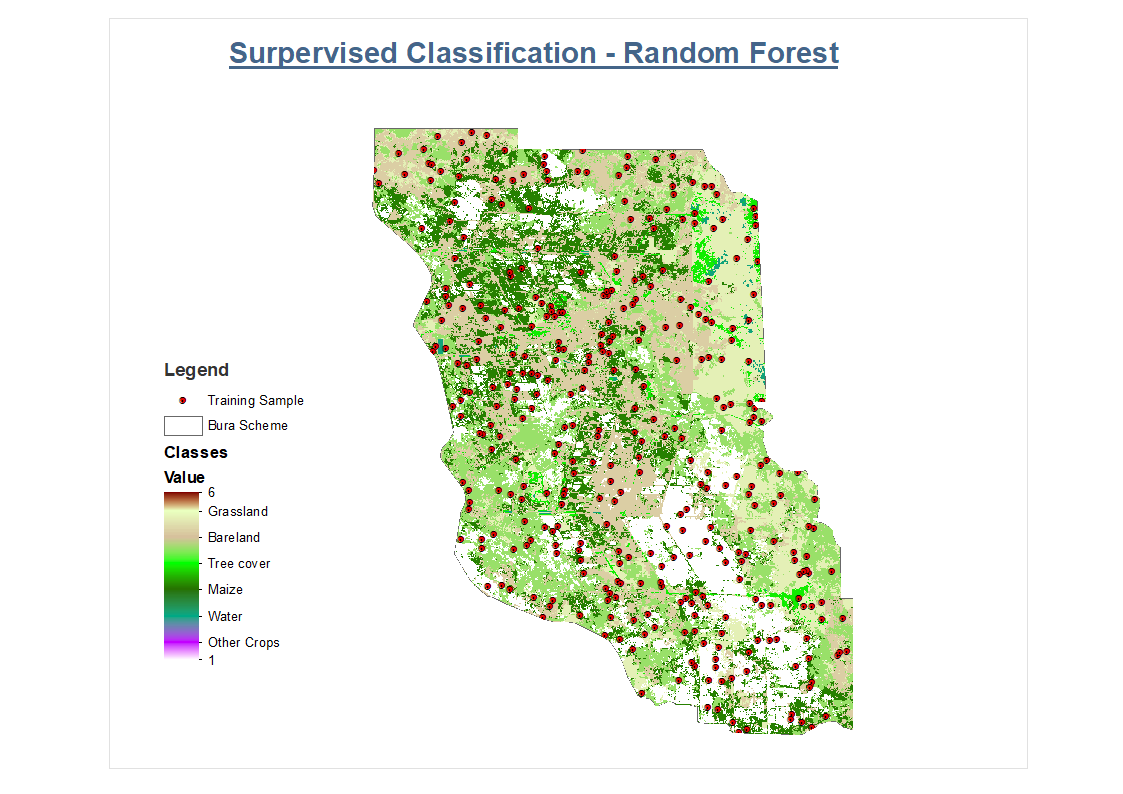 Surpervised Classification - Random Forest
Legend
Training Sample
Bura Scheme
Classes
Value
6
Grassland
Bareland
Tree cover
Maize
Water
Other Crops
1